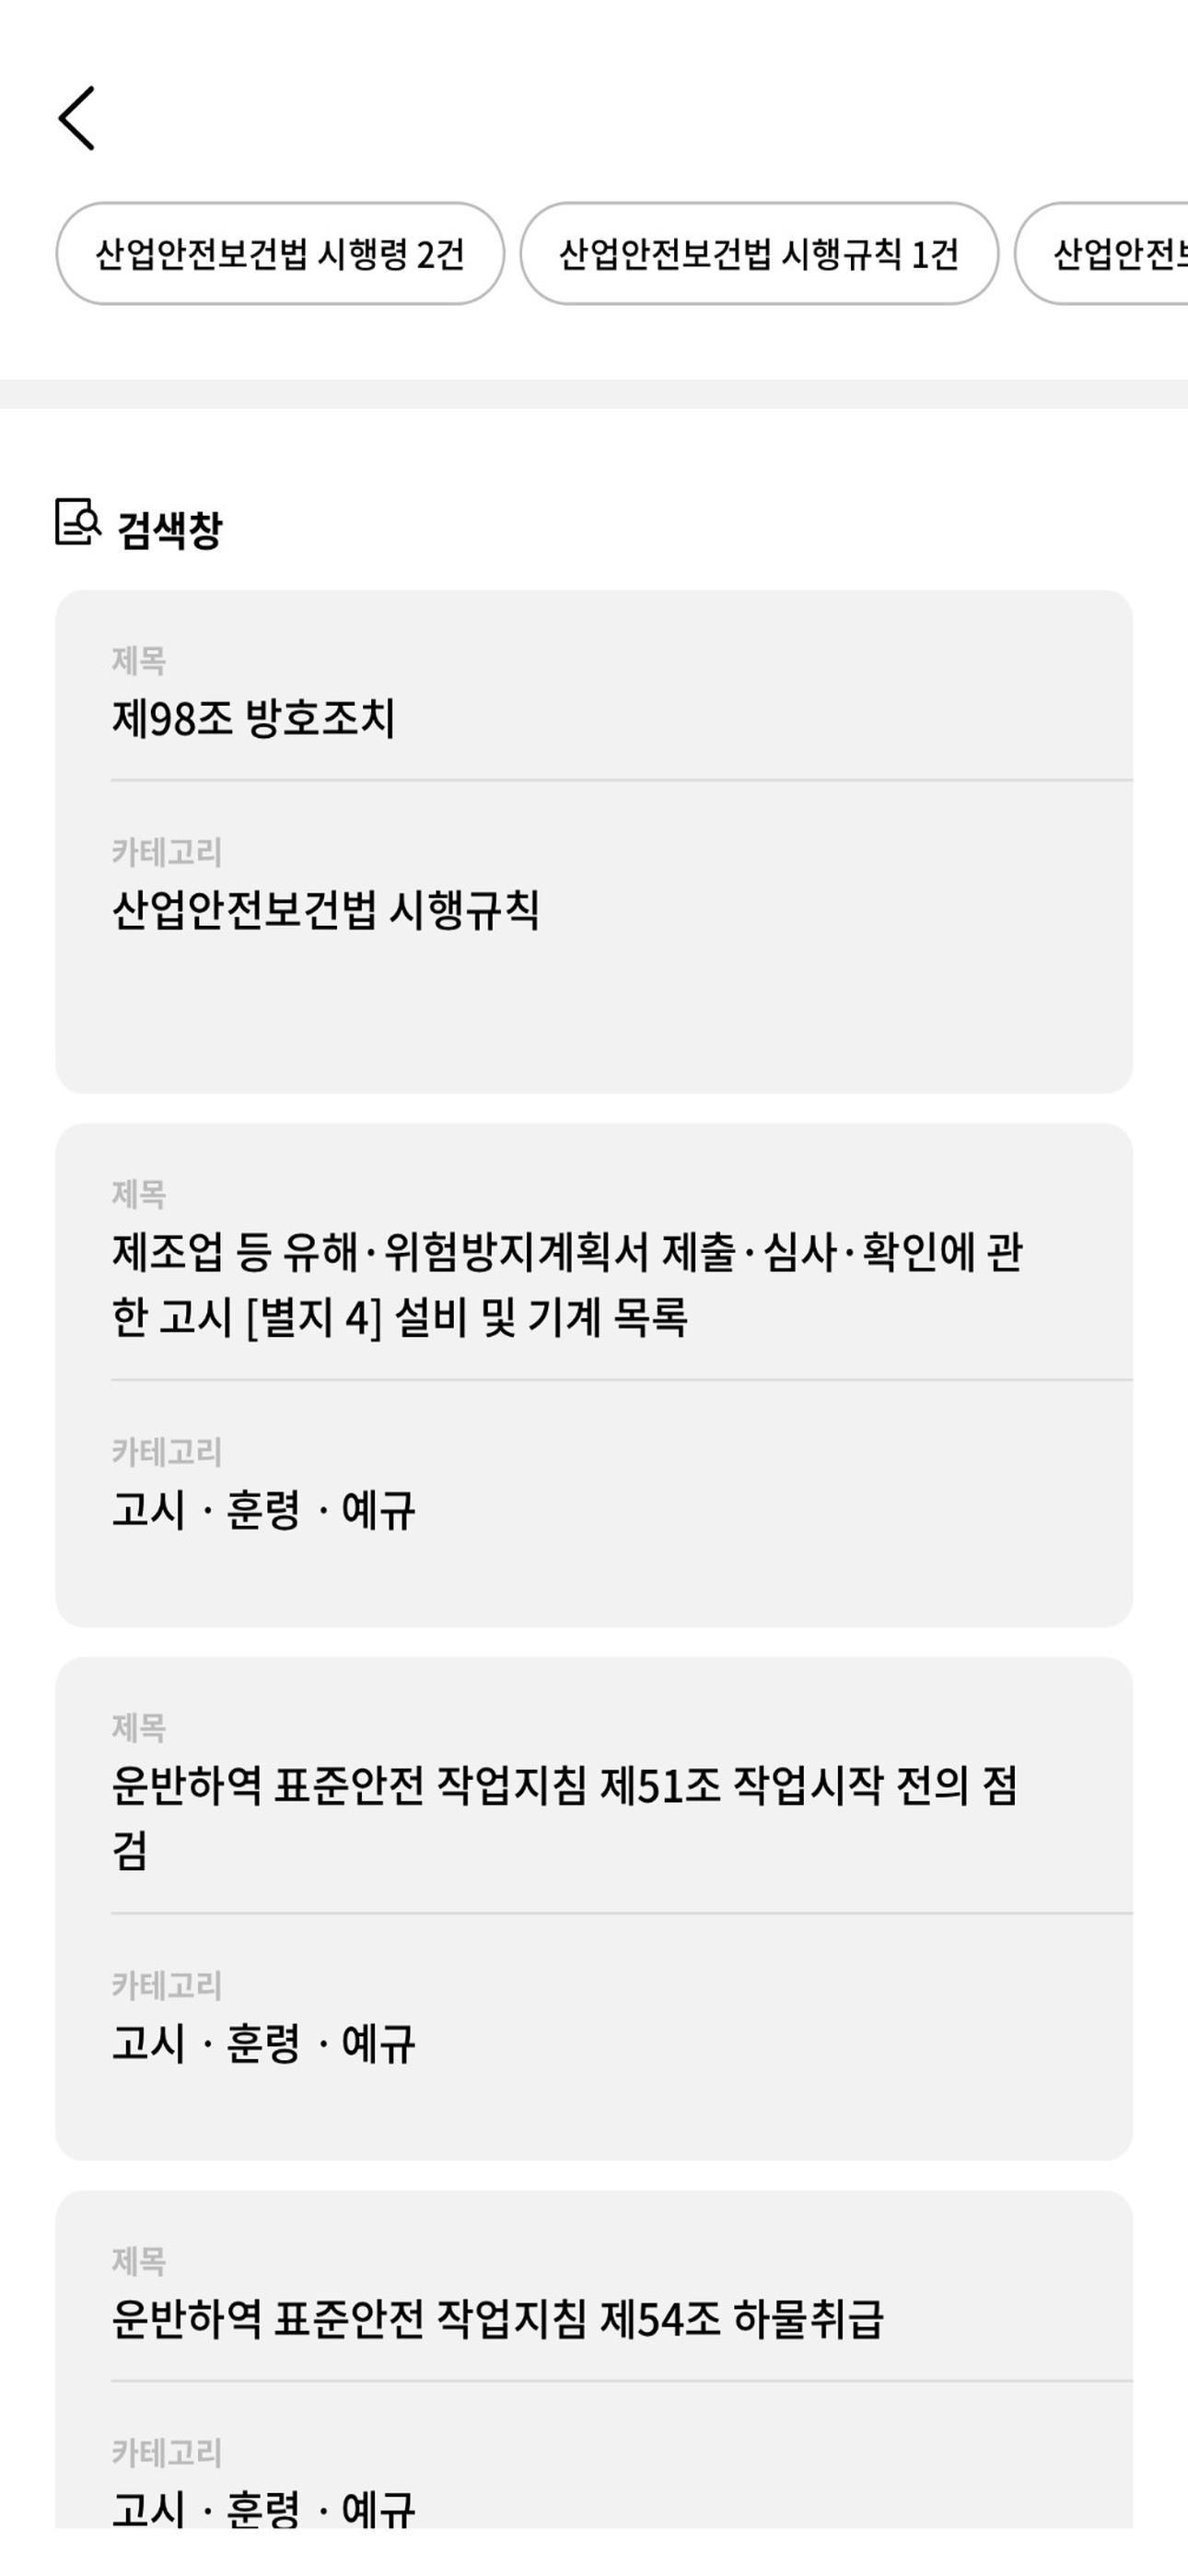 산업안전보건법 시행령 2건
산업안전보건법 시행규칙 1건
산업안전
검색창
제목
제98조 방호조치
카테고리
산업안전보건법 시행규칙
제목
제조업 등 유해·위험방지계획서 제출·심사·확인에 관
한 고시 [별지 4] 설비 및 기계 목록
카테고리
고시 · 훈령 · 예규
제목
운반하역 표준안전 작업지침 제51조 작업시작 전의 점
검
카테고리
고시 · 훈령 · 예규
제목
운반하역 표준안전 작업지침 제54조 하물취급
카테고리
고시 · 훈령 · 예규